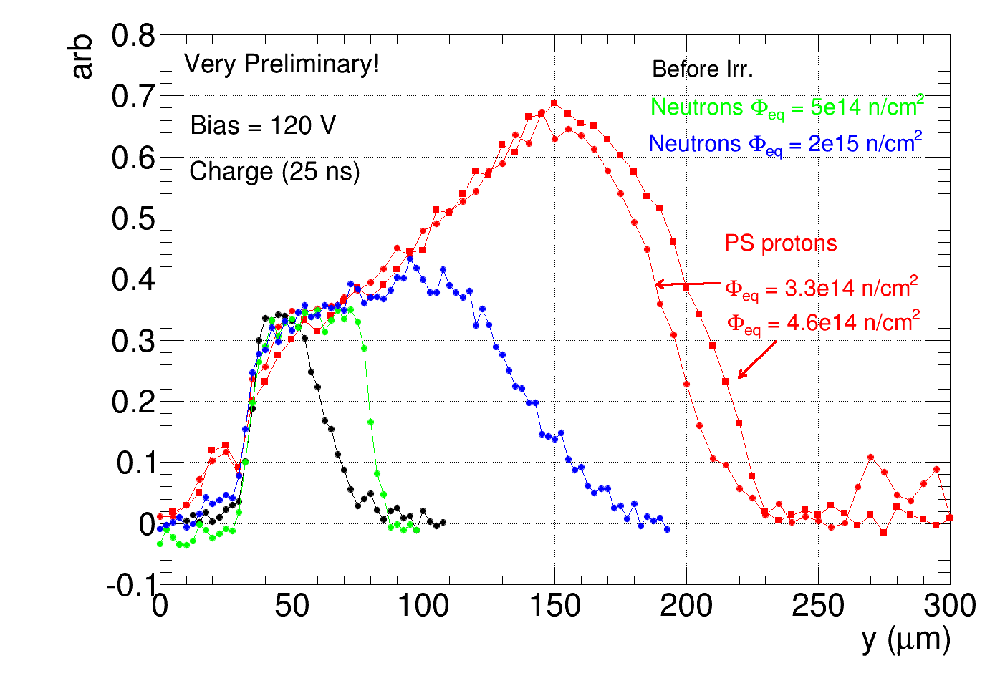 arb
0.8
0.7
0.6
0.5
0.4
0.3
0.2
0.1
0
-0.1
Very Preliminary!
Bias = 120 V
Charge (25 ns)
Before Irr.
Neutrons Φeq = 5e14 n/cm2
Neutrons Φeq = 2e15 n/cm2
PS protons
Φeq = 3.3e14 n/cm2
Φeq = 4.6e14 n/cm2
0 50 100 150 200 250 300
y (μm)